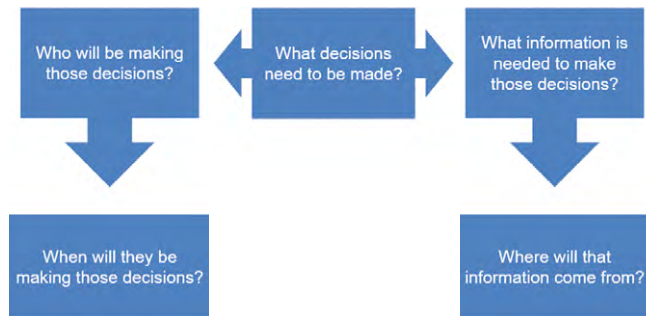 Who will be making
those decisions?
What decisions
need to be made?
What information is
needed to make
those decisions?
When will they be
making those decisions?
Where will that
information come from?